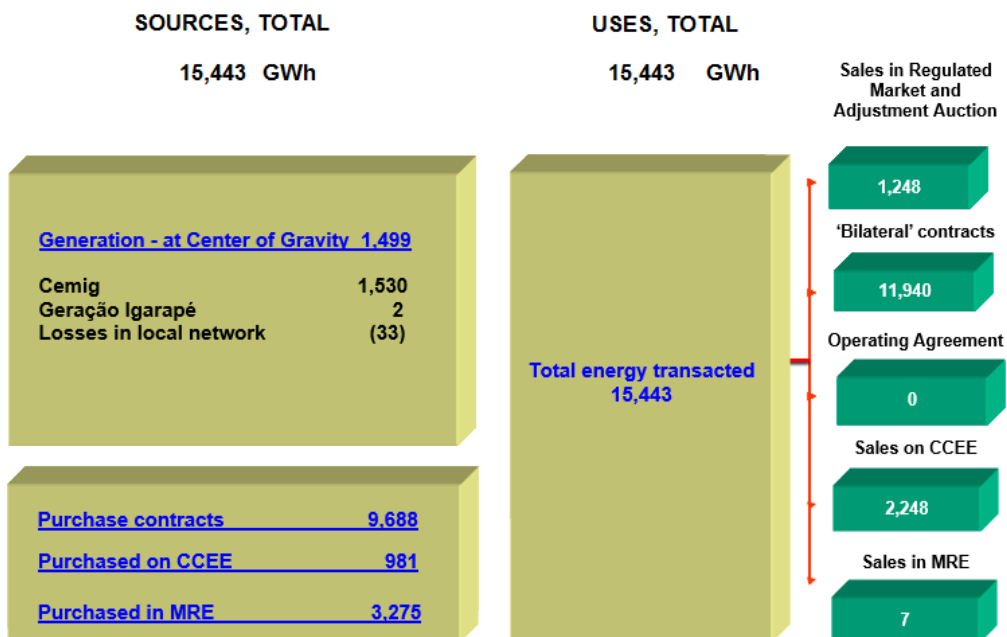 SOURCES, TOTAL
15,443 GWh
Generation - at Center of Gravity 1,499
Cemig 1,530
Geração Igarapé 2
Losses in local network (33)
Purchase contracts 9,688
Purchased on CCEE 981
Purchased in MRE 3,275
USES, TOTAL
15,443 GWh
Total energy transacted
15,443
Sales in Regulated
Market and
Adjustment Auction
1,248
‘Bilateral’ contracts
11,940
Operating Agreement
0
Sales on CCEE
2,248
Sales in MRE
7